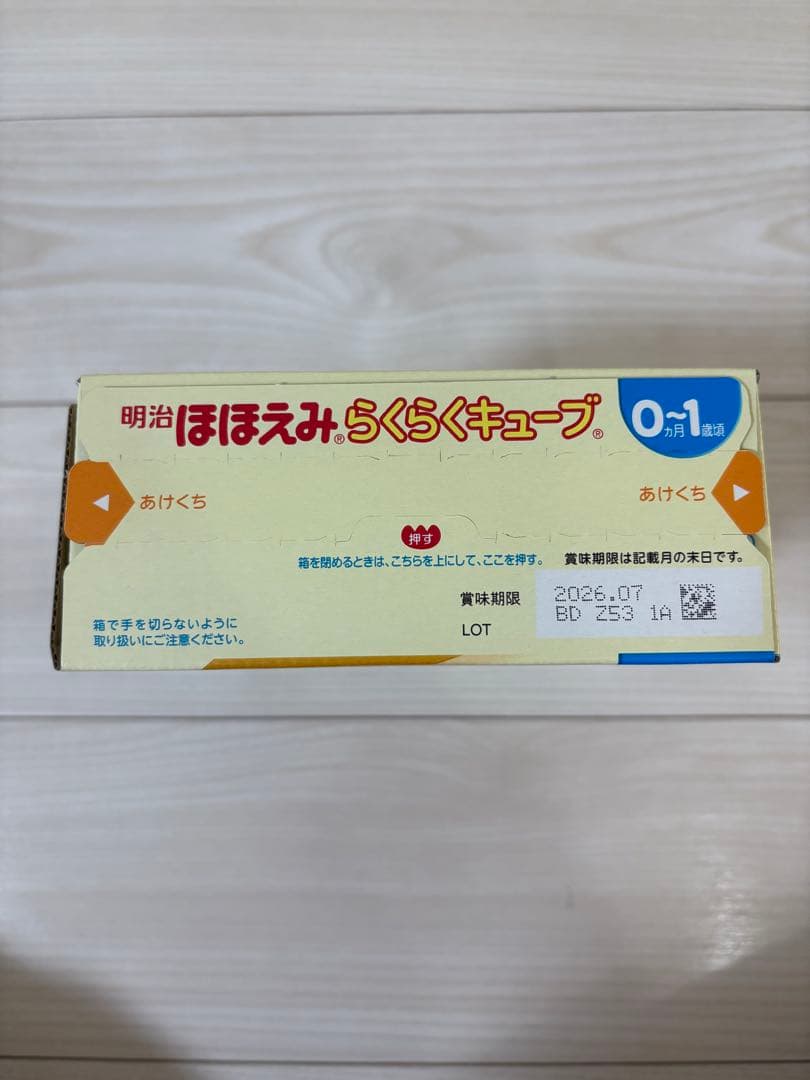 明治 ほほえみ® らくらくキューブ®
0ヵ月~1歳頃
あけくち
あけくち
押す
箱を閉めるときは、こちらを上にして、ここを押す。
賞味期限は記載月の末日です。
賞味期限 2026.07
LOT BD Z53 1A
箱で手を切らないように
取り扱いにご注意ください。